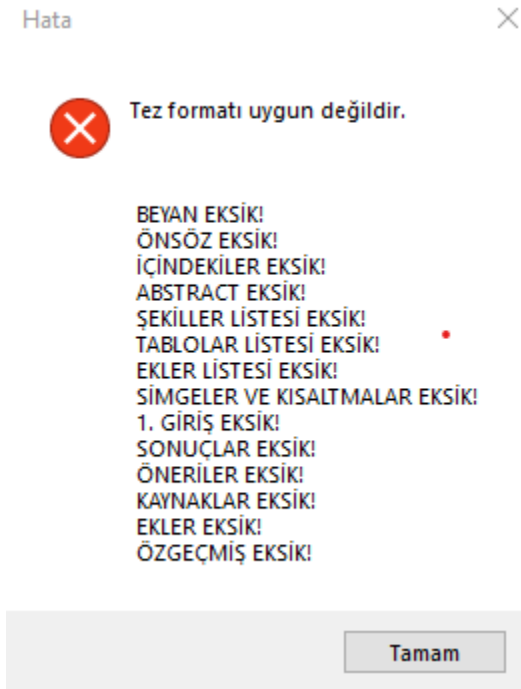 Hata
Tez formatı uygun değildir.
BEYAN EKSİK!
ÖNSÖZ EKSİK!
İÇİNDEKİLER EKSİK!
ABSTRACT EKSİK!
ŞEKİLLER LİSTESİ EKSİK!
TABLOLAR LİSTESİ EKSİK!
EKLER LİSTESİ EKSİK!
SİMGELER VE KISALTMALAR EKSİK!
1. GİRİŞ EKSİK!
SONUÇLAR EKSİK!
ÖNERİLER EKSİK!
KAYNAKLAR EKSİK!
EKLER EKSİK!
ÖZGEÇMİŞ EKSİK!
Tamam